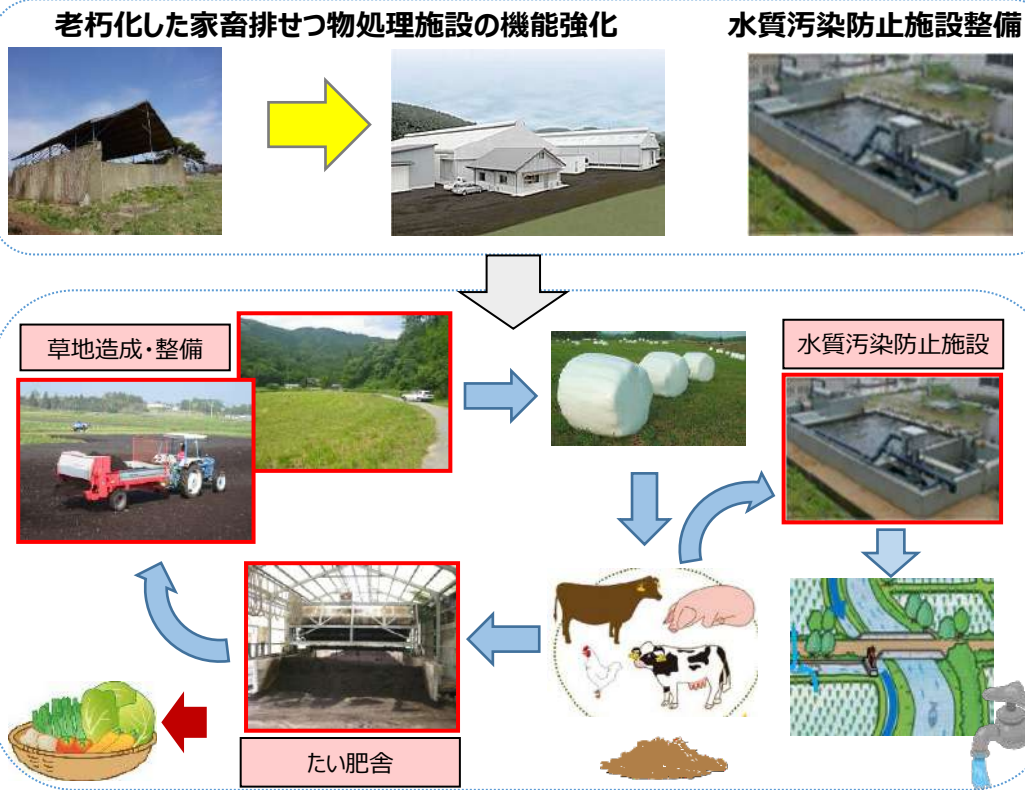 老朽化した家畜排せつ物処理施設の機能強化
水質汚染防止施設整備
草地造成・整備
水質汚染防止施設
たい肥舎